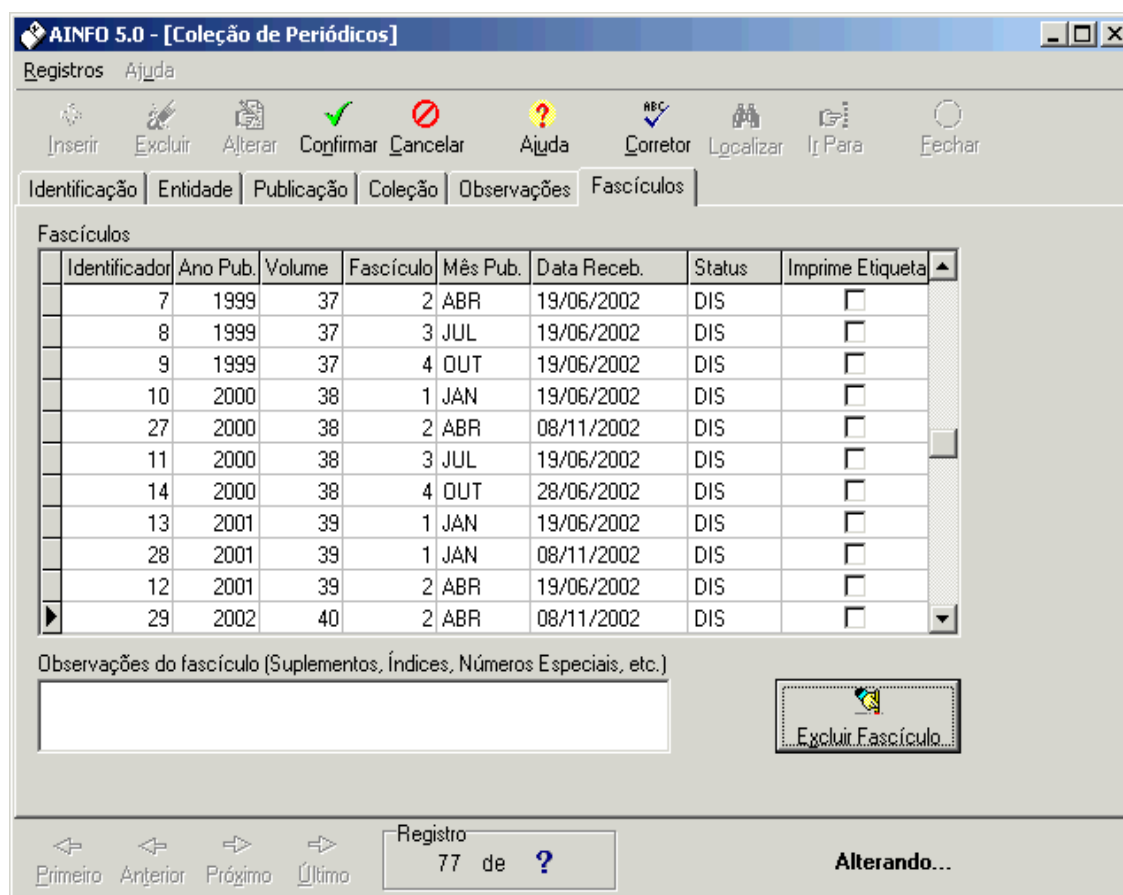 AINFO 5.0 - [Coleção de Periódicos]
Registros Ajuda
Inserir Excluir Alterar Confirmar Cancelar Ajuda ABC Corretor Localizar Ir Para Fechar
Identificação Entidade Publicação Coleção Observações Fascículos
Fascículos
Identificador Ano Pub. Volume Fascículo Mês Pub. Data Receb. Status Imprime Etiqueta
7 1999 37 2 ABR 19/06/2002 DIS
8 1999 37 3 JUL 19/06/2002 DIS
9 1999 37 4 OUT 19/06/2002 DIS
10 2000 38 1 JAN 19/06/2002 DIS
27 2000 38 2 ABR 08/11/2002 DIS
11 2000 38 3 JUL 19/06/2002 DIS
14 2000 38 4 OUT 28/06/2002 DIS
13 2001 39 1 JAN 19/06/2002 DIS
28 2001 39 1 JAN 08/11/2002 DIS
12 2001 39 2 ABR 19/06/2002 DIS
29 2002 40 2 ABR 08/11/2002 DIS
Observações do fascículo (Suplementos, Índices, Números Especiais, etc.)
Excluir Fascículo
Primeiro Anterior Próximo Último
Registro
77 de ?
Alterando...